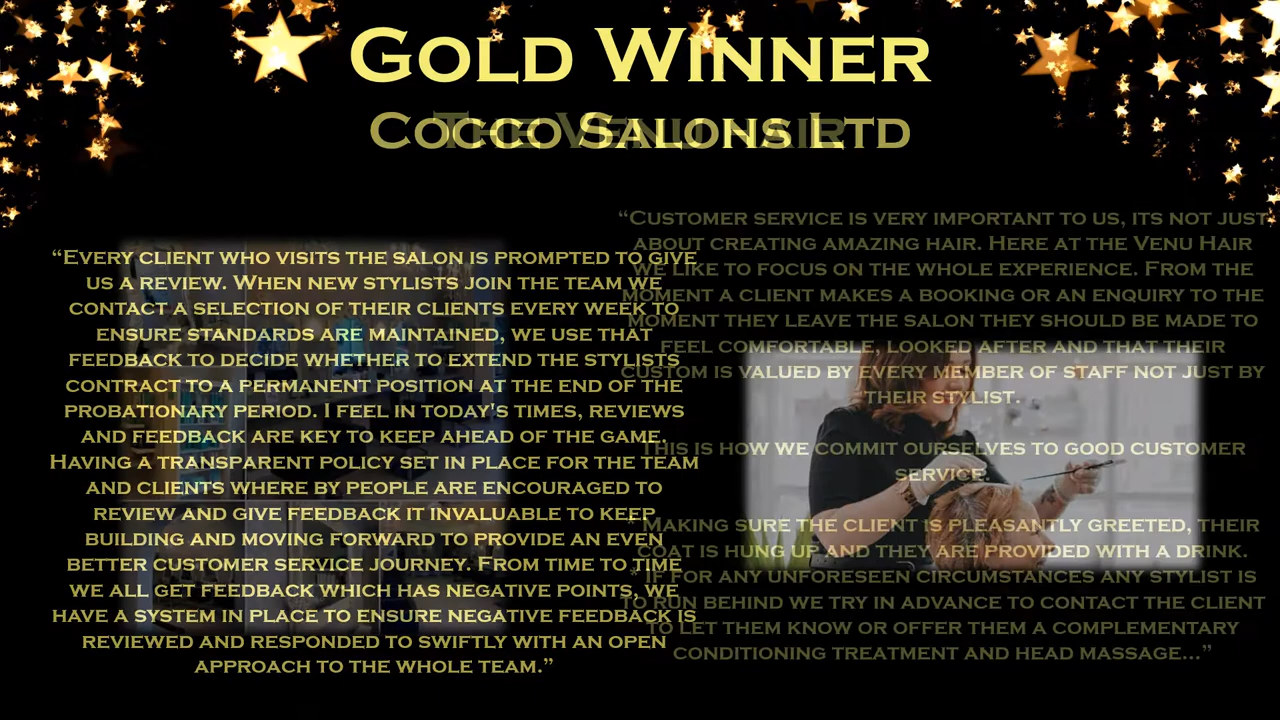 Gold Winner
Cocco Salons Ltd
The Venu Hair
“Every client who visits the salon is prompted to give
us a review. When new stylists join the team we
contact a selection of their clients every week to
ensure standards are maintained, we use that
feedback to decide whether to extend the stylists
contract to a permanent position at the end of the
probationary period. I feel in today's times, reviews
and feedback are key to keep ahead of the game.
Having a transparent policy set in place for the team
and clients where by people are encouraged to
review and give feedback it invaluable to keep
building and moving forward to provide an even
better customer service journey. From time to time
we all get feedback which has negative points, we
have a system in place to ensure negative feedback is
reviewed and responded to swiftly with an open
approach to the whole team.”
“Customer service is very important to us, its not just
about creating amazing hair. Here at the Venu Hair
we like to focus on the whole experience. From the
moment a client makes a booking or an enquiry to the
moment they leave the salon they should be made to
feel comfortable, looked after and that their
custom is valued by every member of staff not just by
their stylist.
This is how we commit ourselves to good customer
service.
* Making sure the client is pleasantly greeted, their
coat is hung up and they are provided with a drink.
* If for any unforeseen circumstances any stylist is
to run behind we try in advance to contact the client
to let them know or offer them a complementary
conditioning treatment and head massage...”